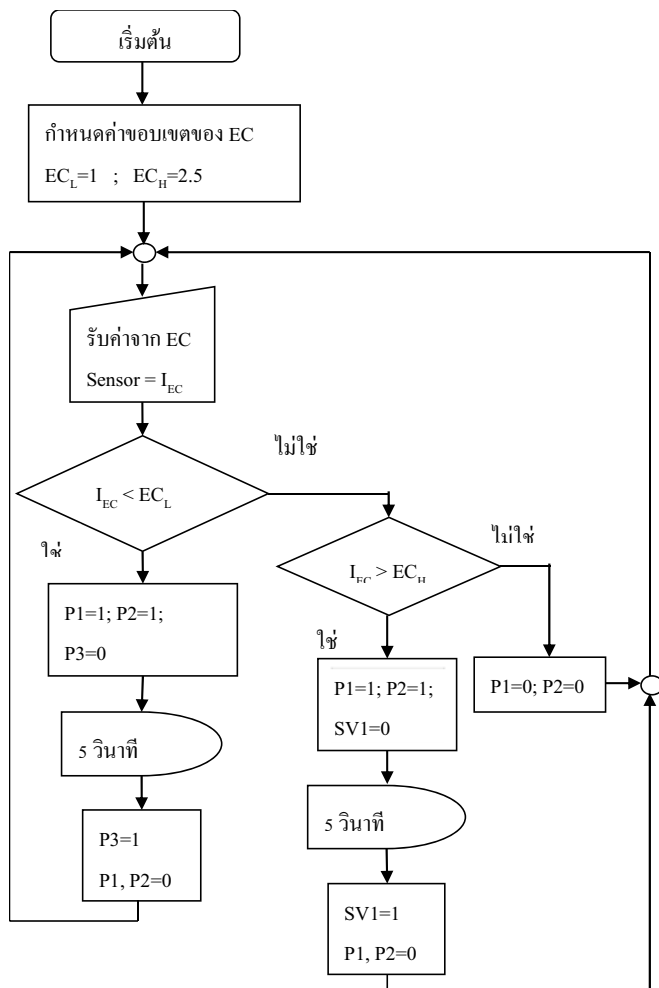 เริ่มต้น
กำหนดค่าขอบเขตของ EC
EC_L=1 ; EC_H=2.5
รับค่าจาก EC
Sensor = I_EC
I_EC < EC_L
ไม่ใช่
ใช่
I_EC > EC_H
ไม่ใช่
ใช่
P1=1; P2=1;
P3=0
P1=1; P2=1;
SV1=0
P1=0; P2=0
5 วินาที
5 วินาที
P3=1
P1, P2=0
SV1=1
P1, P2=0